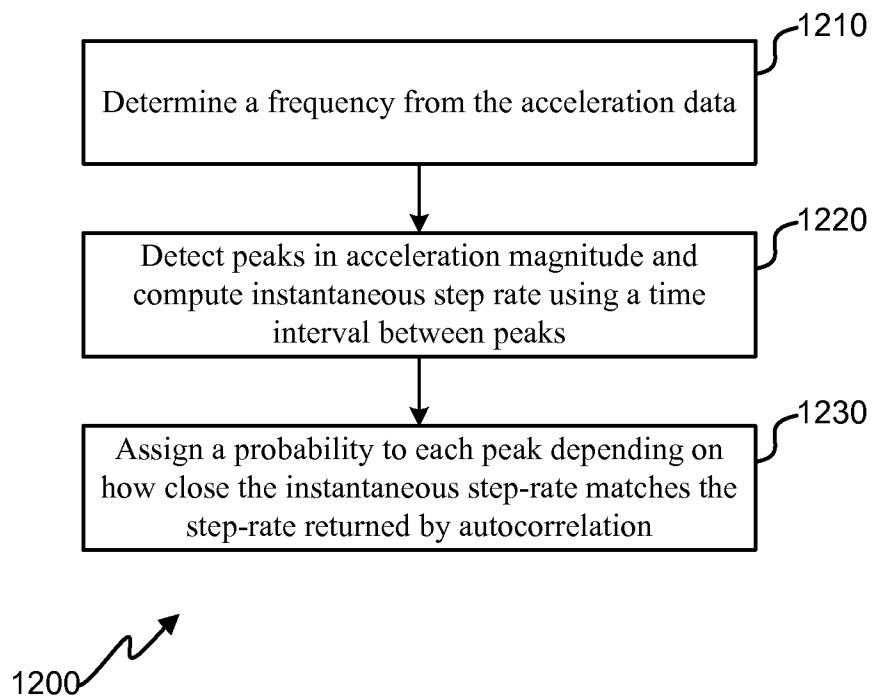 1210
Determine a frequency from the acceleration data
1220
Detect peaks in acceleration magnitude and
compute instantaneous step rate using a time
interval between peaks
1230
Assign a probability to each peak depending on
how close the instantaneous step-rate matches the
step-rate returned by autocorrelation
1200